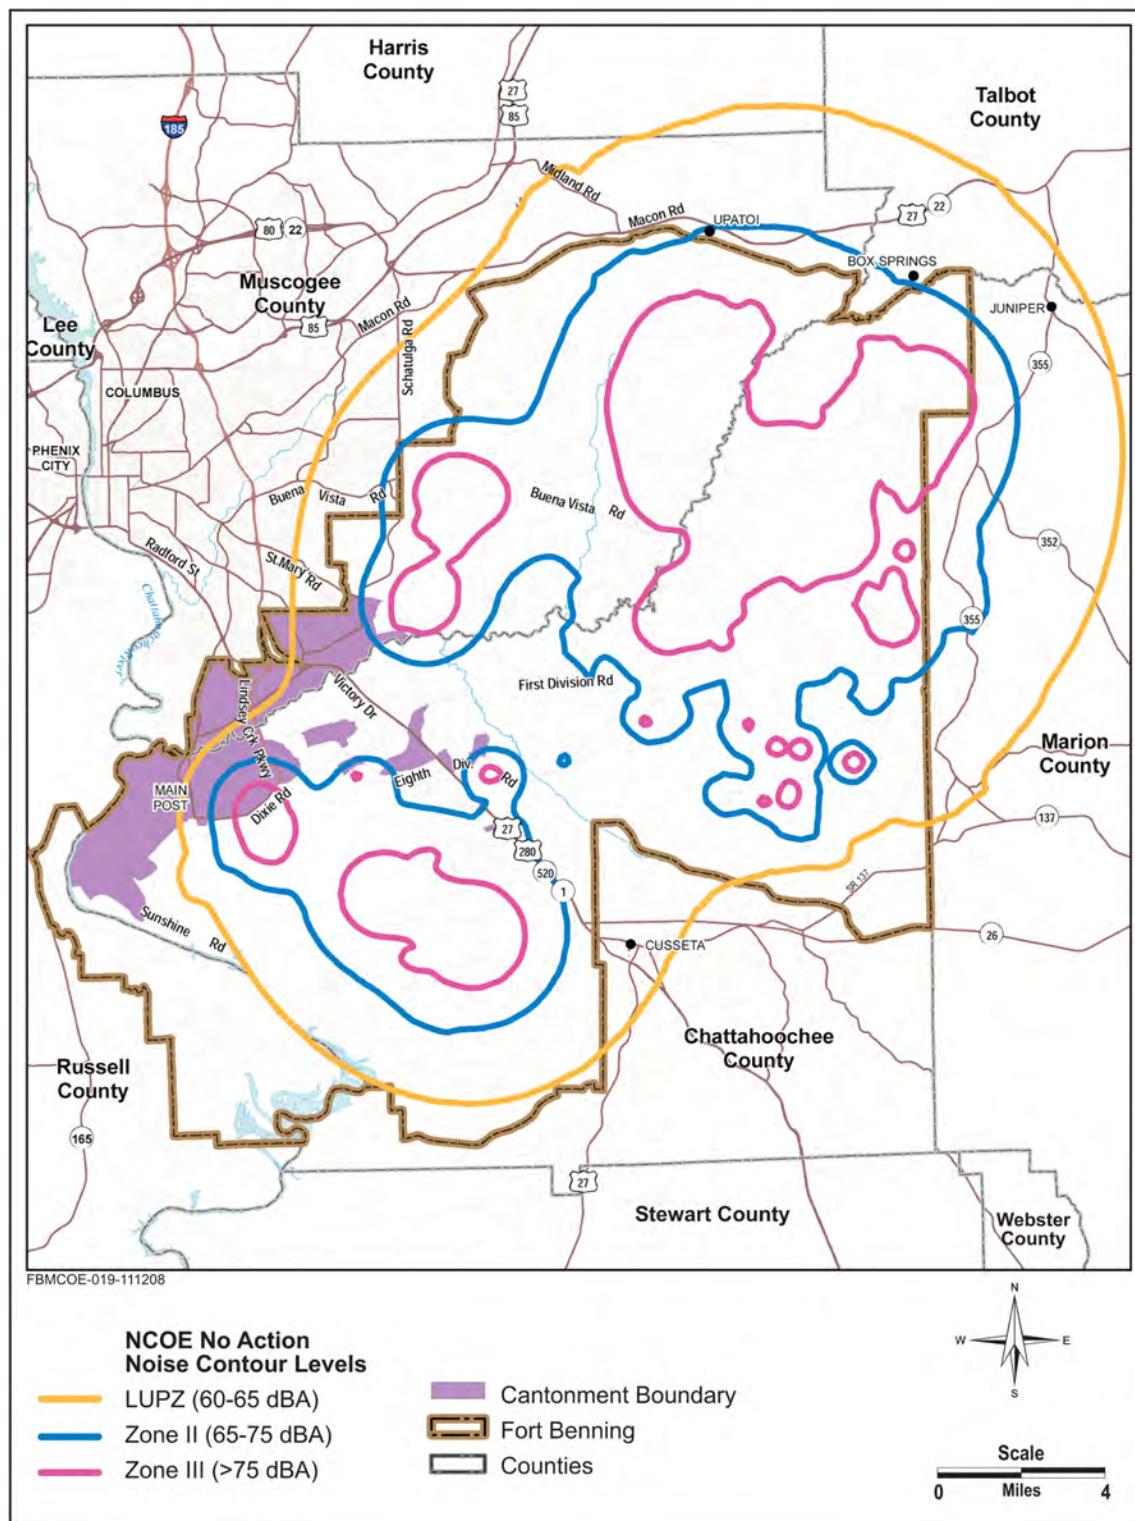 Harris
County
Talbot
County
27
85
185
Midland Rd
Macon Rd
UPATOI
27
22
80
22
BOX SPRINGS
Muscogee
County
85
Macon Rd
Schatulga Rd
JUNIPER
Lee
County
355
COLUMBUS
PHENIX
CITY
Buena Vista Rd
Buena Vista Rd
Radford St
St.Mary Rd
352
355
First Division Rd
Lindsey Crk Pkwy
Victory Dr
Marion
County
MAIN
POST
Eighth Div. Rd
Dixie Rd
137
27
280
520
1
SR 137
Sunshine Rd
26
CUSSETA
Chattahoochee
County
Russell
County
165
27
Stewart County
Webster
County
FBMCOE-019-111208
N
W
E
S
NCOE No Action
Noise Contour Levels
LUPZ (60-65 dBA)
Zone II (65-75 dBA)
Zone III (>75 dBA)
Cantonment Boundary
Fort Benning
Counties
Scale
0 Miles 4